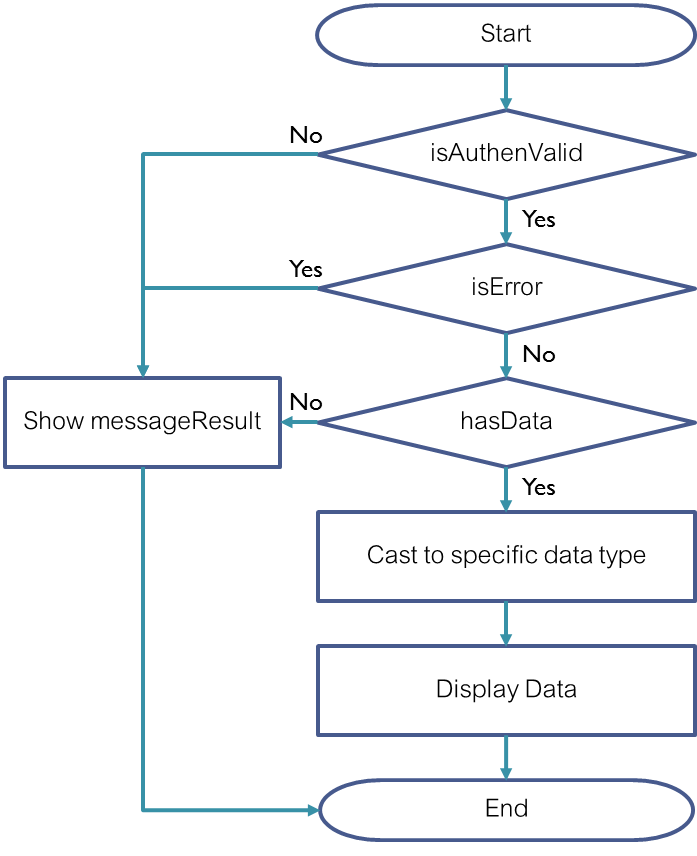 Start
No
isAuthenValid
Yes
Yes
isError
No
Show messageResult
No
hasData
Yes
Cast to specific data type
Display Data
End